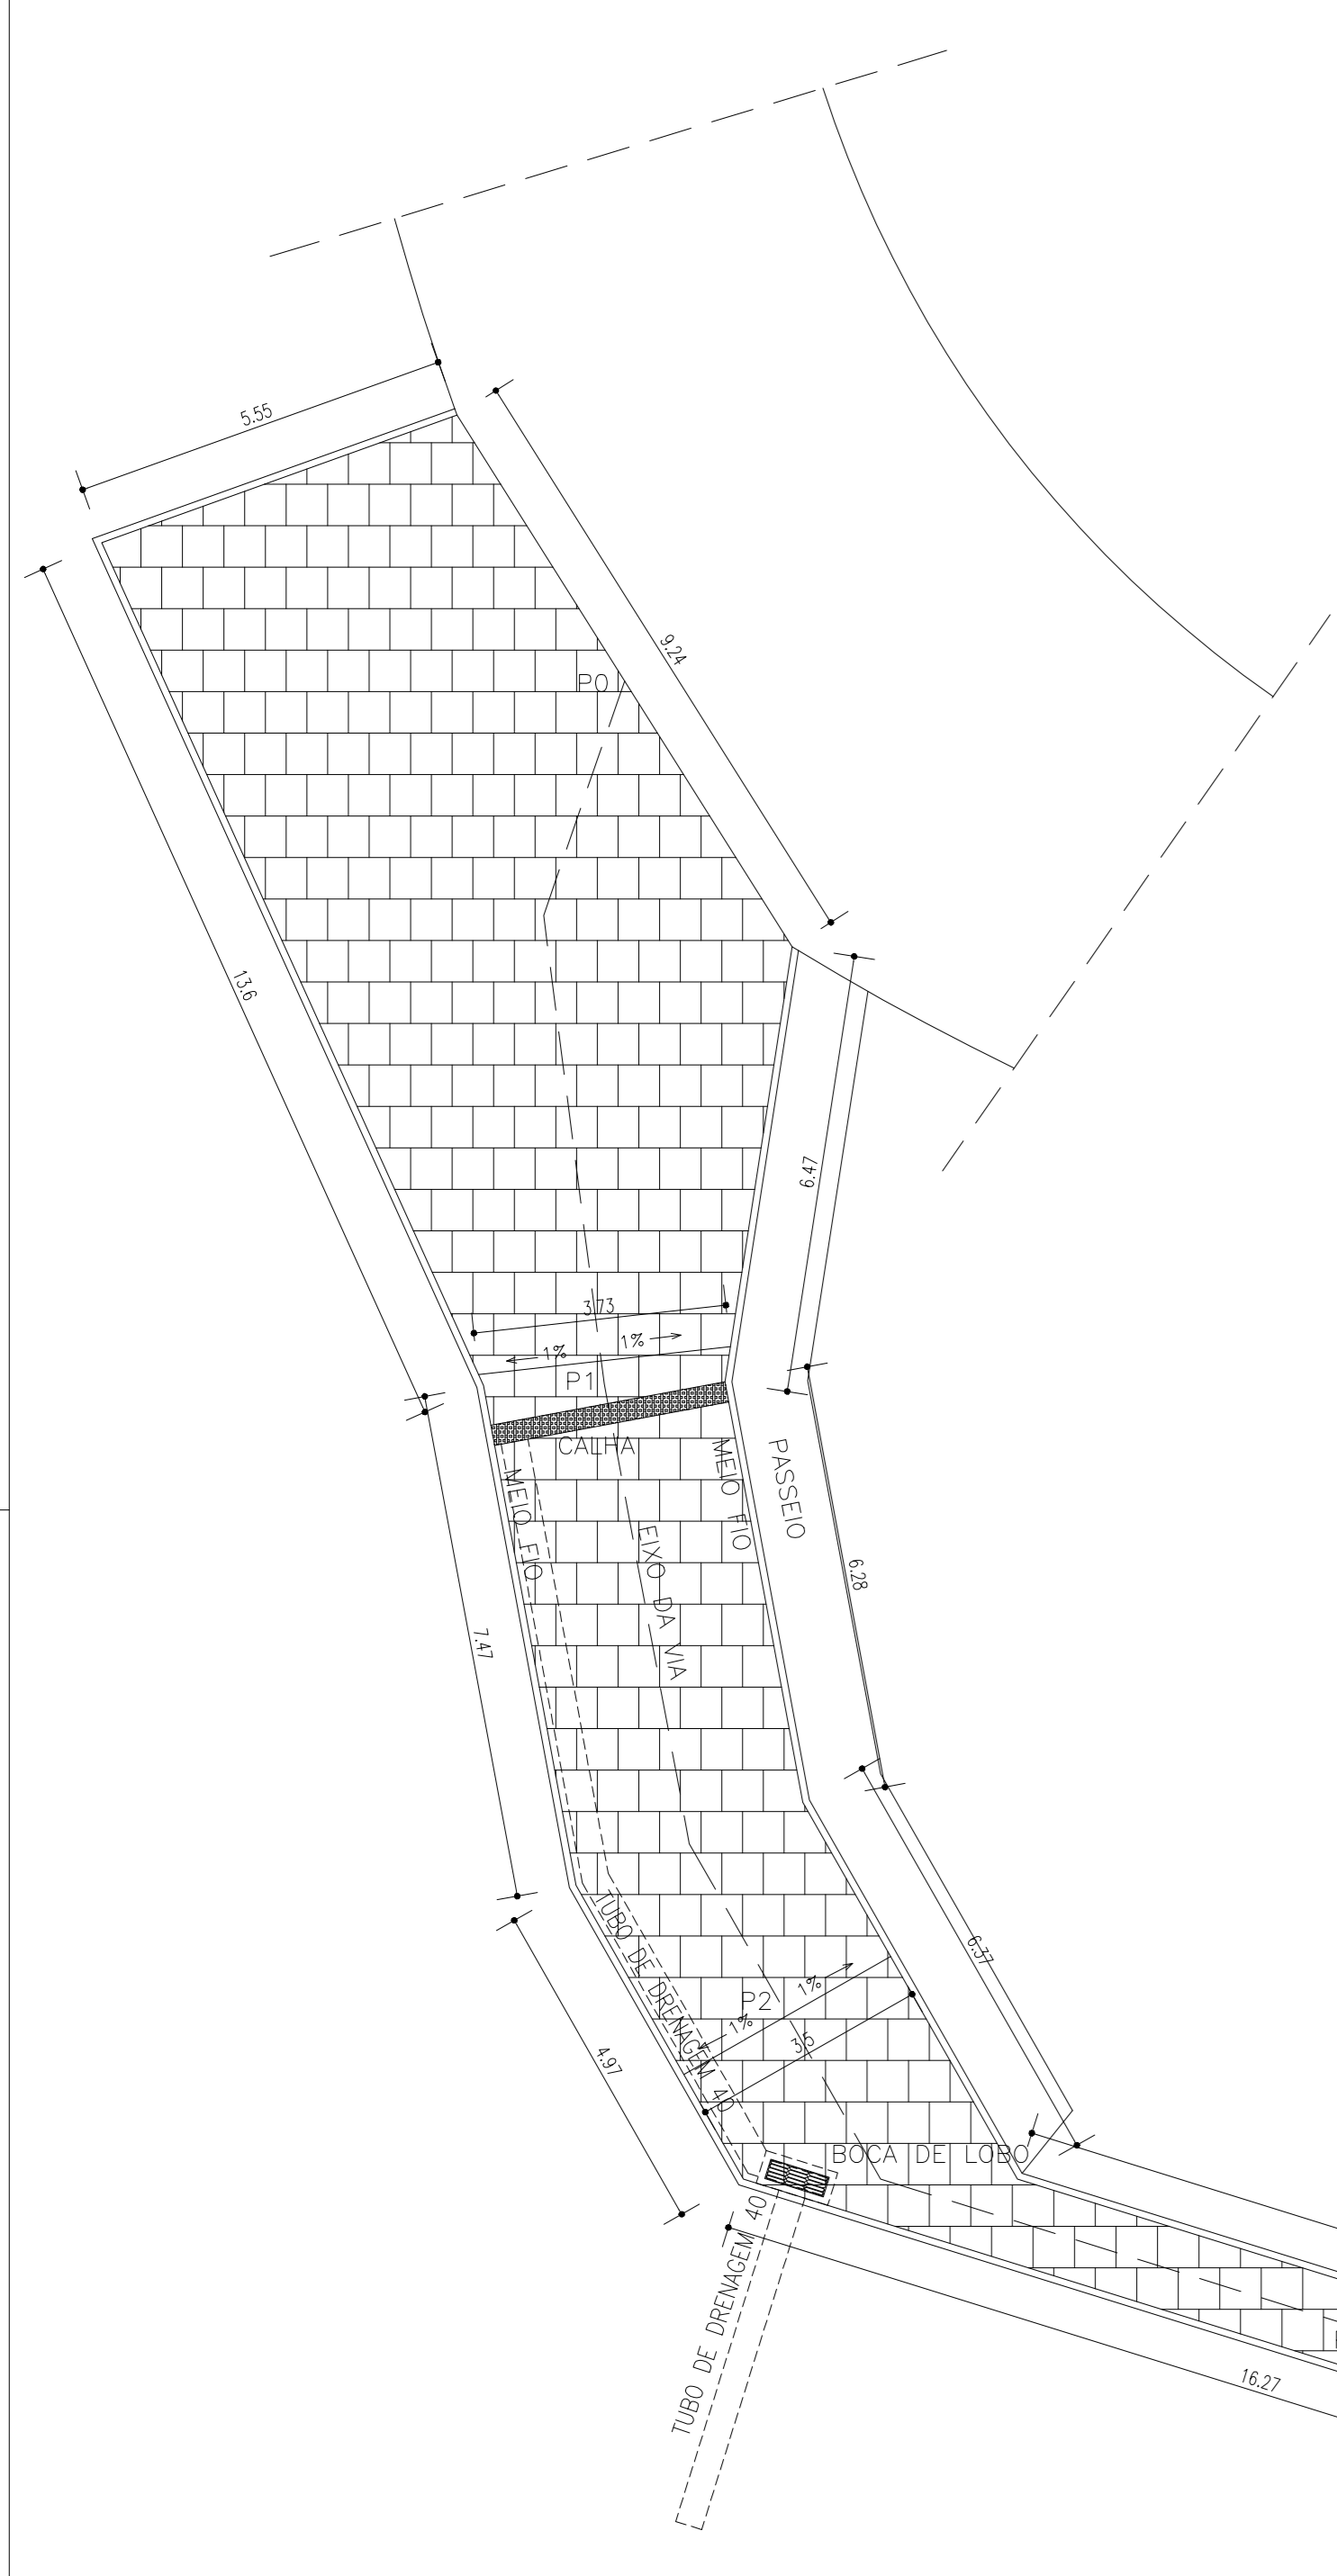 5.55
9.24
P0
13.6
6.47
3.73
1%
1%
P1
CALHA
MEIO FIO
MEIO FIO
PASSEIO
EIXO DA VIA
6.28
7.47
TUBO DE DRENAGEM 40
6.37
1%
P2
1%
3.5
4.97
BOCA DE LOBO
TUBO DE DRENAGEM 40
16.27